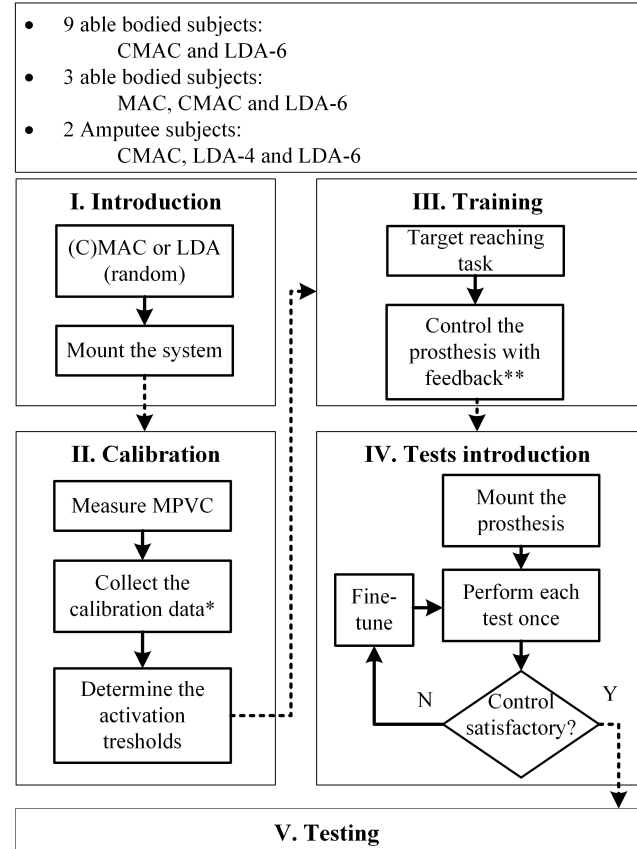 • 9 able bodied subjects:
CMAC and LDA-6
• 3 able bodied subjects:
MAC, CMAC and LDA-6
• 2 Amputee subjects:
CMAC, LDA-4 and LDA-6
I. Introduction
(C)MAC or LDA
(random)
Mount the system
II. Calibration
Measure MPVC
Collect the
calibration data*
Determine the
activation
tresholds
III. Training
Target reaching
task
Control the
prosthesis with
feedback**
IV. Tests introduction
Mount the
prosthesis
Perform each
test once
Fine-
tune
Control
satisfactory?
N
Y
V. Testing